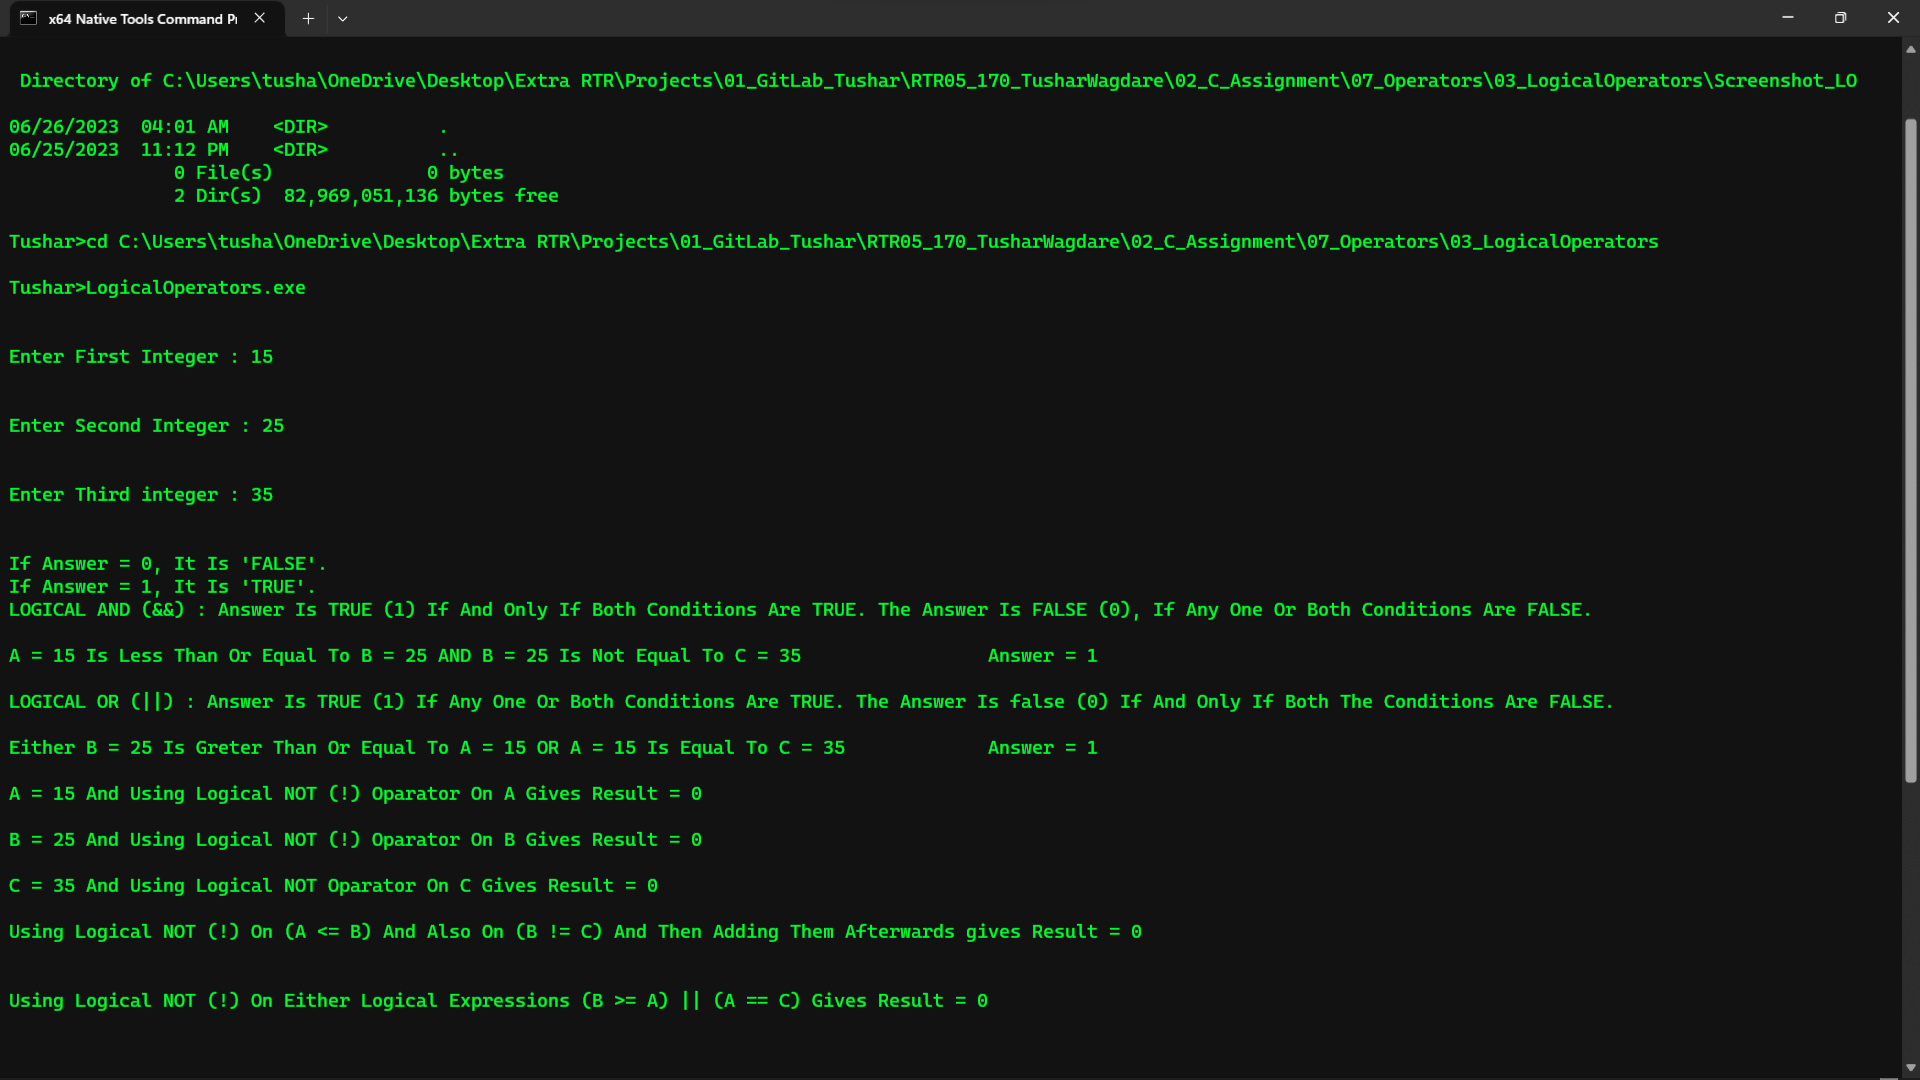 x64 Native Tools Command P
Directory of C:\Users\tusha\OneDrive\Desktop\Extra RTR\Projects\01_GitLab_Tushar\RTR05_170_TusharWagdare\02_C_Assignment\07_Operators\03_LogicalOperators\Screenshot_LO
06/26/2023  04:01 AM    <DIR>          .
06/25/2023  11:12 PM    <DIR>          ..
0 File(s)              0 bytes
2 Dir(s)  82,969,051,136 bytes free
Tushar>cd C:\Users\tusha\OneDrive\Desktop\Extra RTR\Projects\01_GitLab_Tushar\RTR05_170_TusharWagdare\02_C_Assignment\07_Operators\03_LogicalOperators
Tushar>LogicalOperators.exe
Enter First Integer : 15
Enter Second Integer : 25
Enter Third integer : 35
If Answer = 0, It Is 'FALSE'.
If Answer = 1, It Is 'TRUE'.
LOGICAL AND (&&) : Answer Is TRUE (1) If And Only If Both Conditions Are TRUE. The Answer Is FALSE (0), If Any One Or Both Conditions Are FALSE.
A = 15 Is Less Than Or Equal To B = 25 AND B = 25 Is Not Equal To C = 35                 Answer = 1
LOGICAL OR (||) : Answer Is TRUE (1) If Any One Or Both Conditions Are TRUE. The Answer Is false (0) If And Only If Both The Conditions Are FALSE.
Either B = 25 Is Greter Than Or Equal To A = 15 OR A = 15 Is Equal To C = 35             Answer = 1
A = 15 And Using Logical NOT (!) Oparator On A Gives Result = 0
B = 25 And Using Logical NOT (!) Oparator On B Gives Result = 0
C = 35 And Using Logical NOT Oparator On C Gives Result = 0
Using Logical NOT (!) On (A <= B) And Also On (B != C) And Then Adding Them Afterwards gives Result = 0
Using Logical NOT (!) On Either Logical Expressions (B >= A) || (A == C) Gives Result = 0